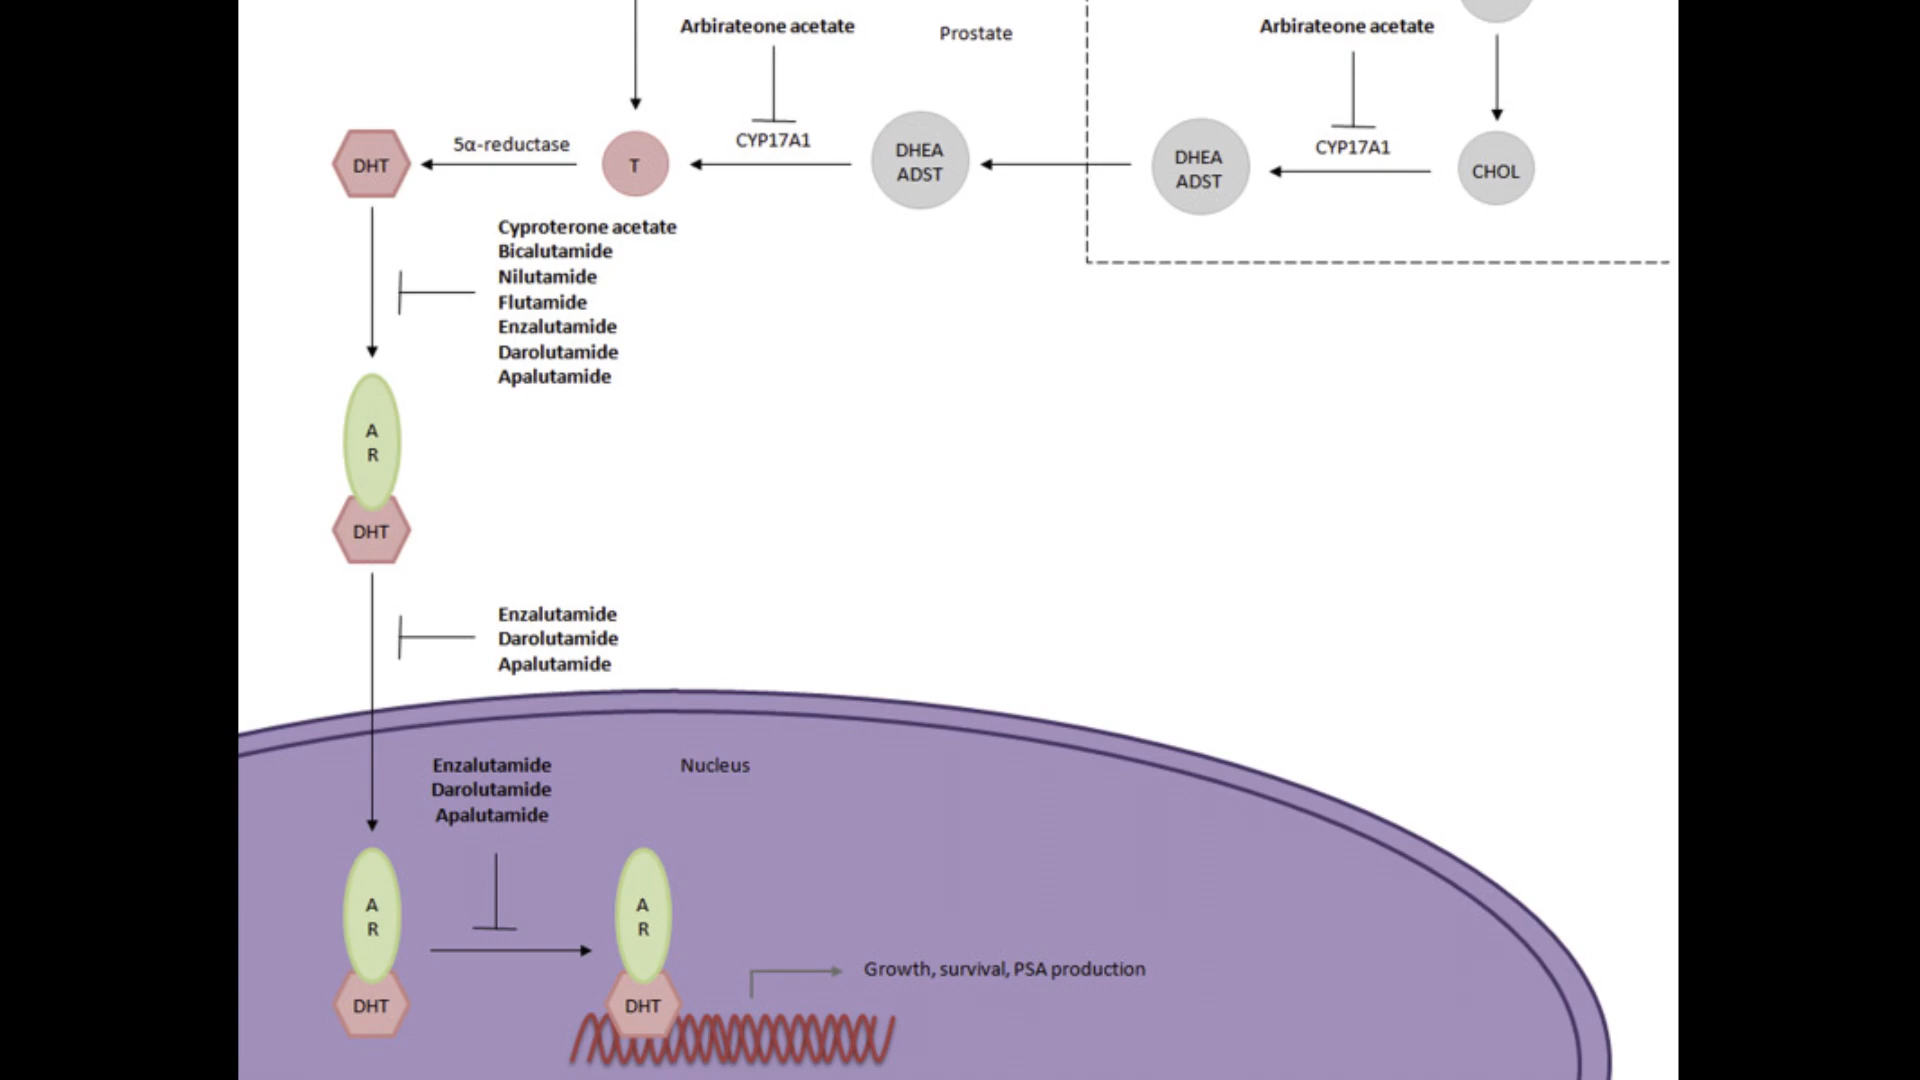 Arbirateone acetate
Prostate
Arbirateone acetate
DHT
5α-reductase
T
CYP17A1
DHEA
ADST
DHEA
ADST
CYP17A1
CHOL
Cyproterone acetate
Bicalutamide
Nilutamide
Flutamide
Enzalutamide
Darolutamide
Apalutamide
A
R
DHT
Enzalutamide
Darolutamide
Apalutamide
Enzalutamide
Darolutamide
Apalutamide
Nucleus
A
R
DHT
A
R
DHT
Growth, survival, PSA production